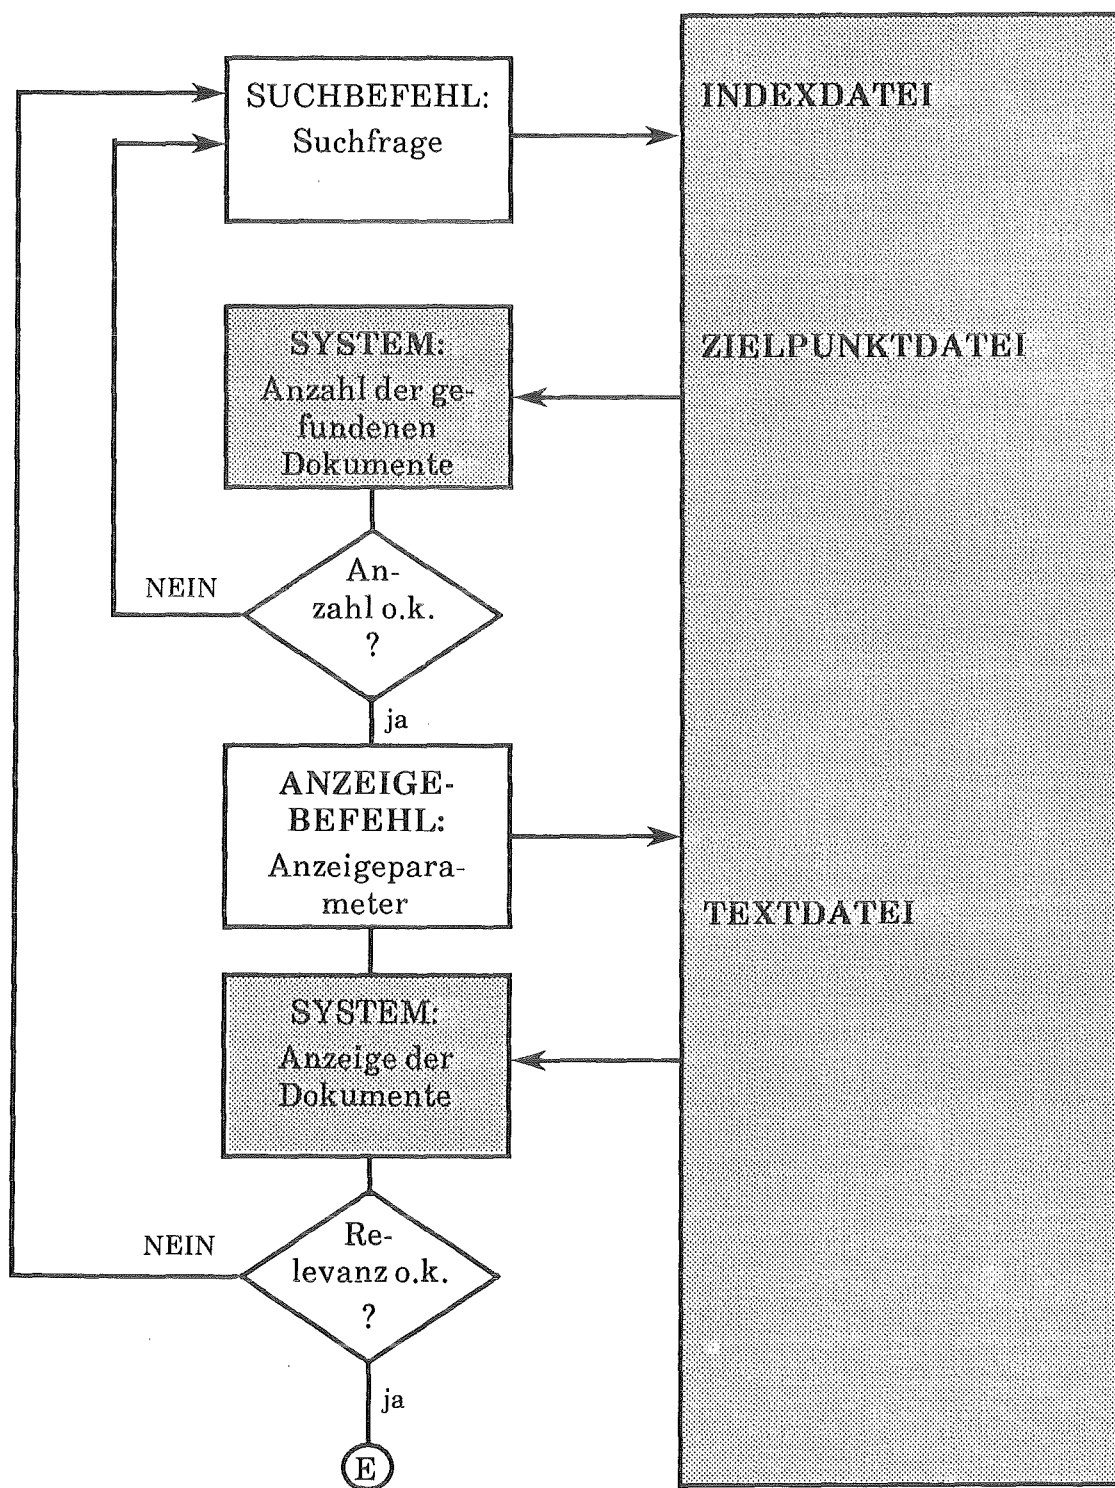 SUCHBEFEHL:
Suchfrage
INDEXDATEI
SYSTEM:
Anzahl der ge-
fundenen
Dokumente
ZIELPUNKTDATEI
An-
zahl o.k.
?
NEIN
ja
ANZEIGE-
BEFEHL:
Anzeigepara-
meter
TEXTDATEI
SYSTEM:
Anzeige der
Dokumente
Re-
levanz o.k.
?
NEIN
ja
E